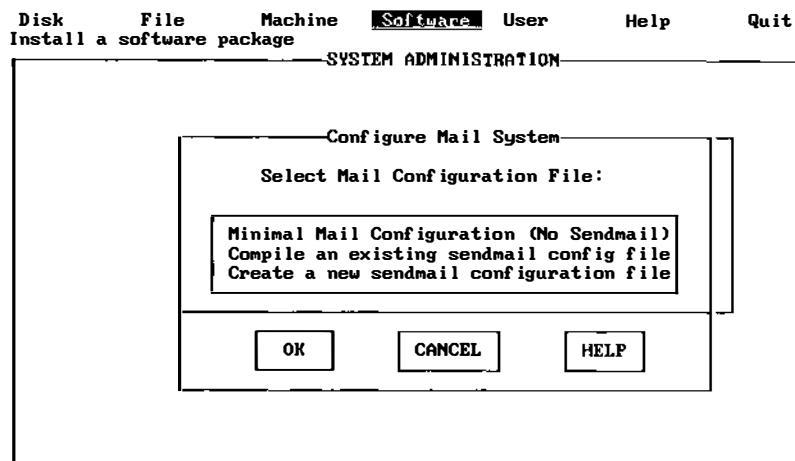 Disk File Machine Software User Help Quit
Install a software package
SYSTEM ADMINISTRATION
Configure Mail System
Select Mail Configuration File:
Minimal Mail Configuration (No Sendmail)
Compile an existing sendmail config file
Create a new sendmail configuration file
OK CANCEL HELP